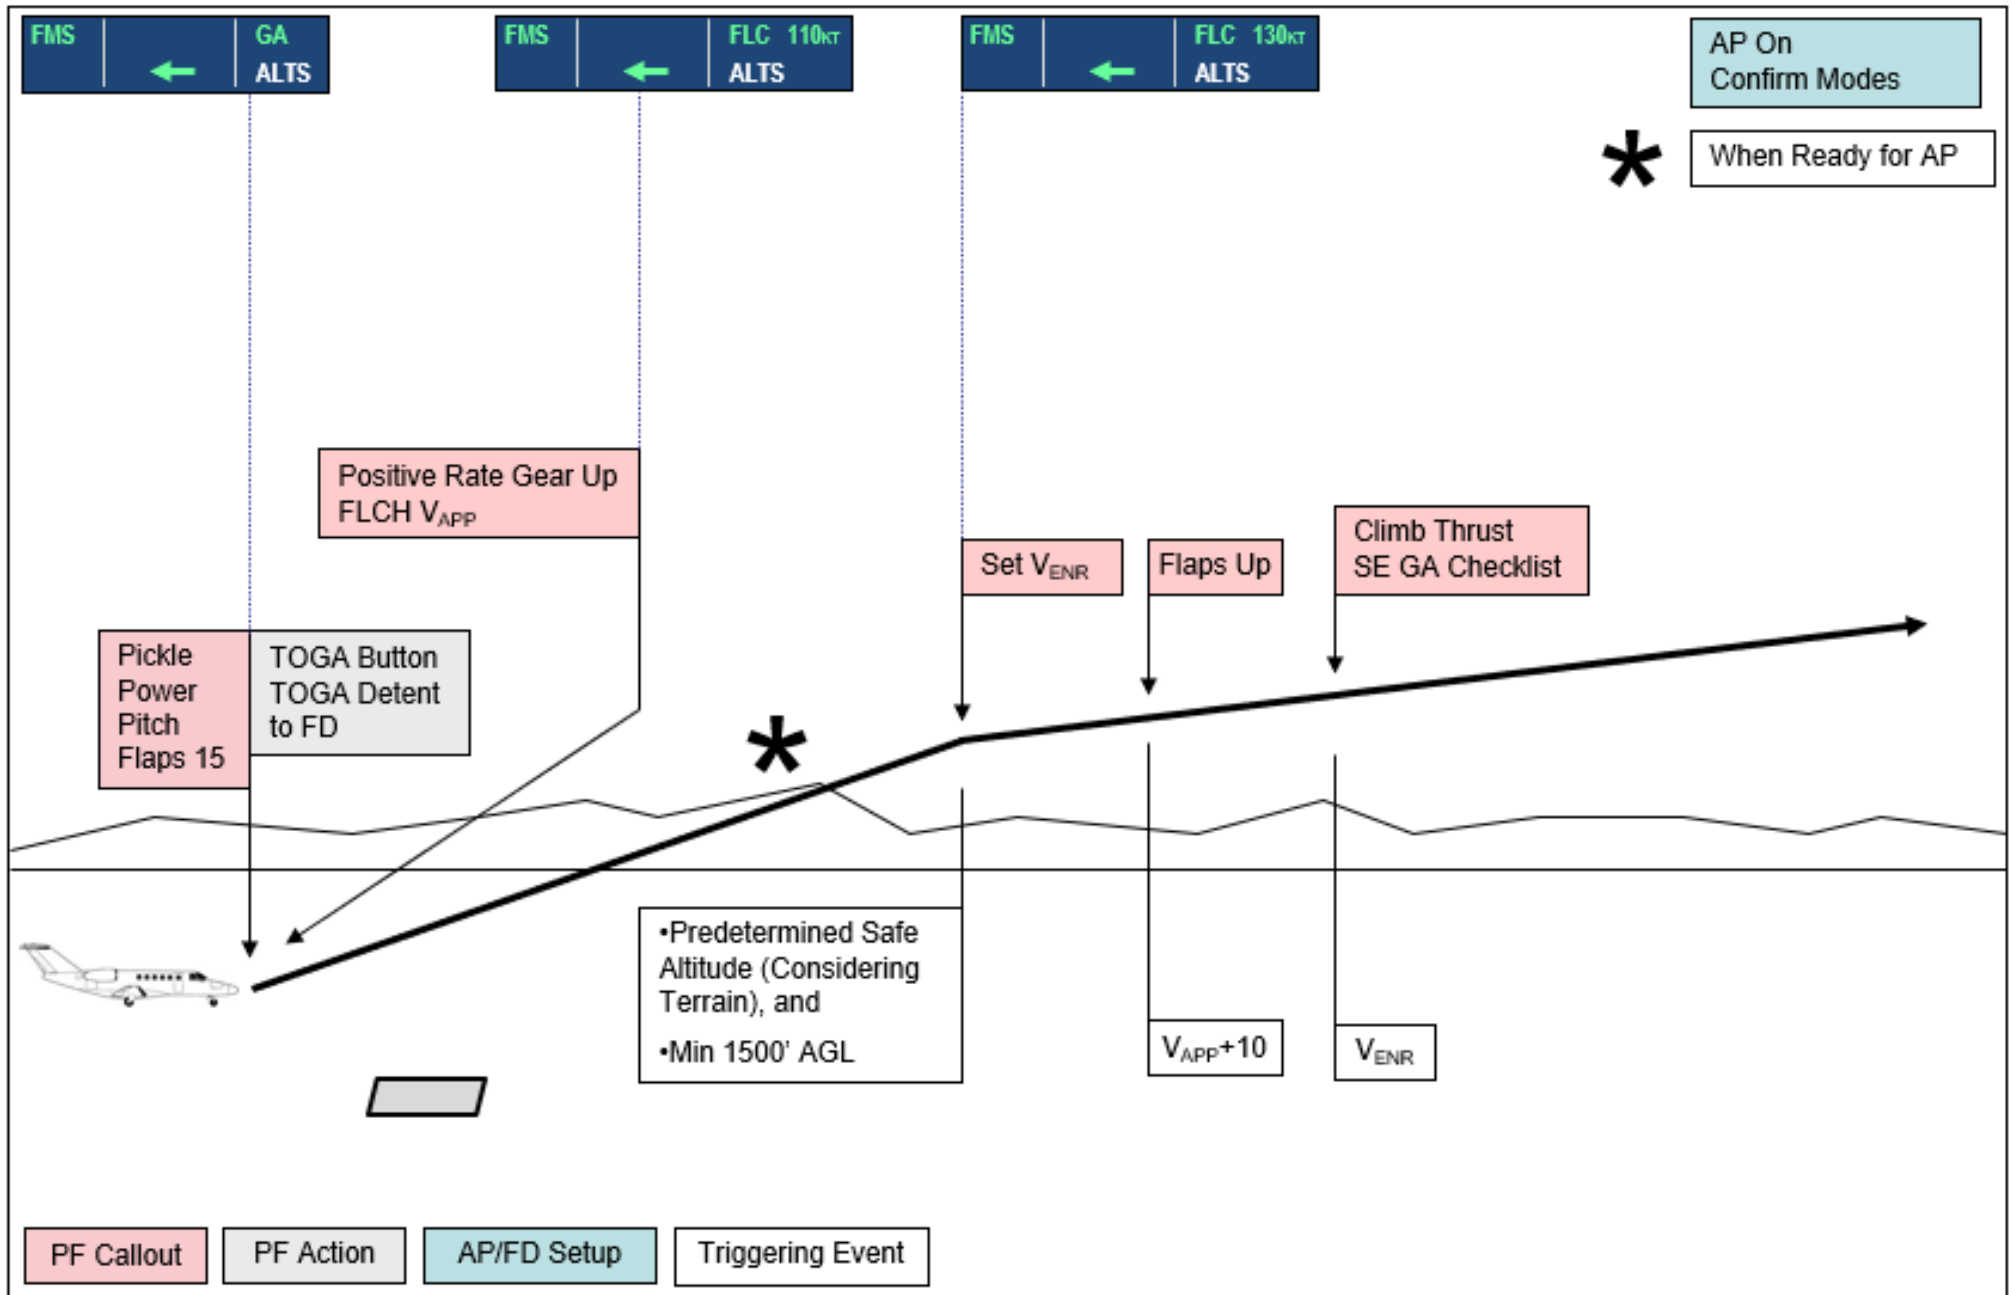 FMS GA
← ALTS
FMS FLC 110KT
← ALTS
FMS FLC 130KT
← ALTS
AP On
Confirm Modes
* When Ready for AP
Positive Rate Gear Up
FLCH VAPP
Set VENR
Flaps Up
Climb Thrust
SE GA Checklist
Pickle
Power
Pitch
Flaps 15
TOGA Button
TOGA Detent
to FD
*
•Predetermined Safe
Altitude (Considering
Terrain), and
•Min 1500' AGL
VAPP+10
VENR
PF Callout
PF Action
AP/FD Setup
Triggering Event